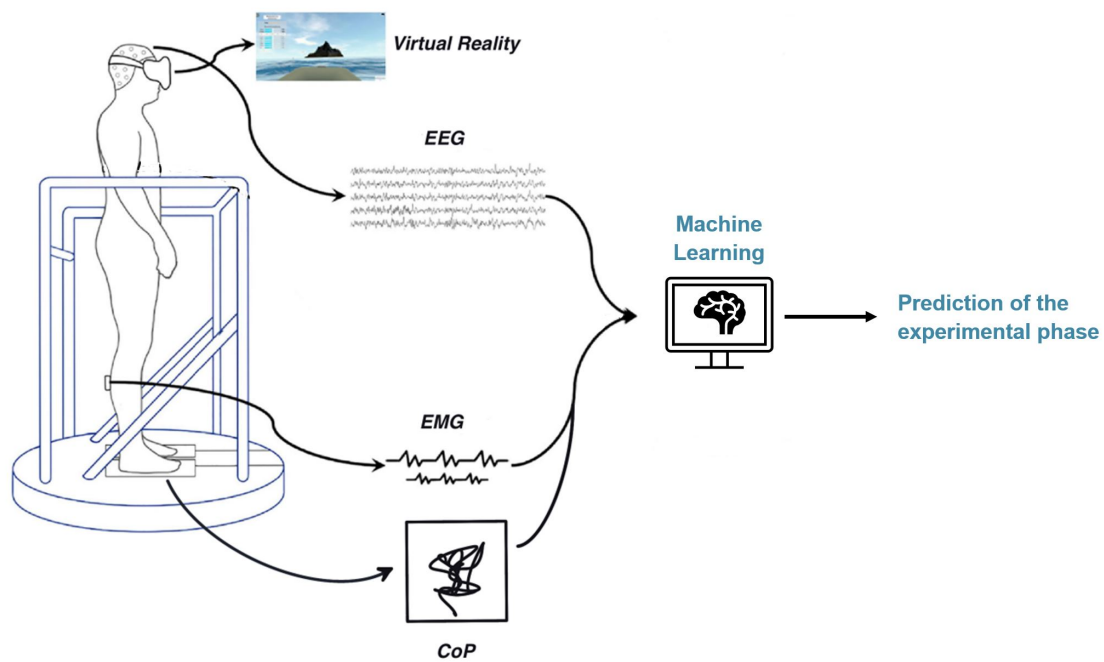 Virtual Reality
EEG
Machine
Learning
Prediction of the
experimental phase
EMG
CoP